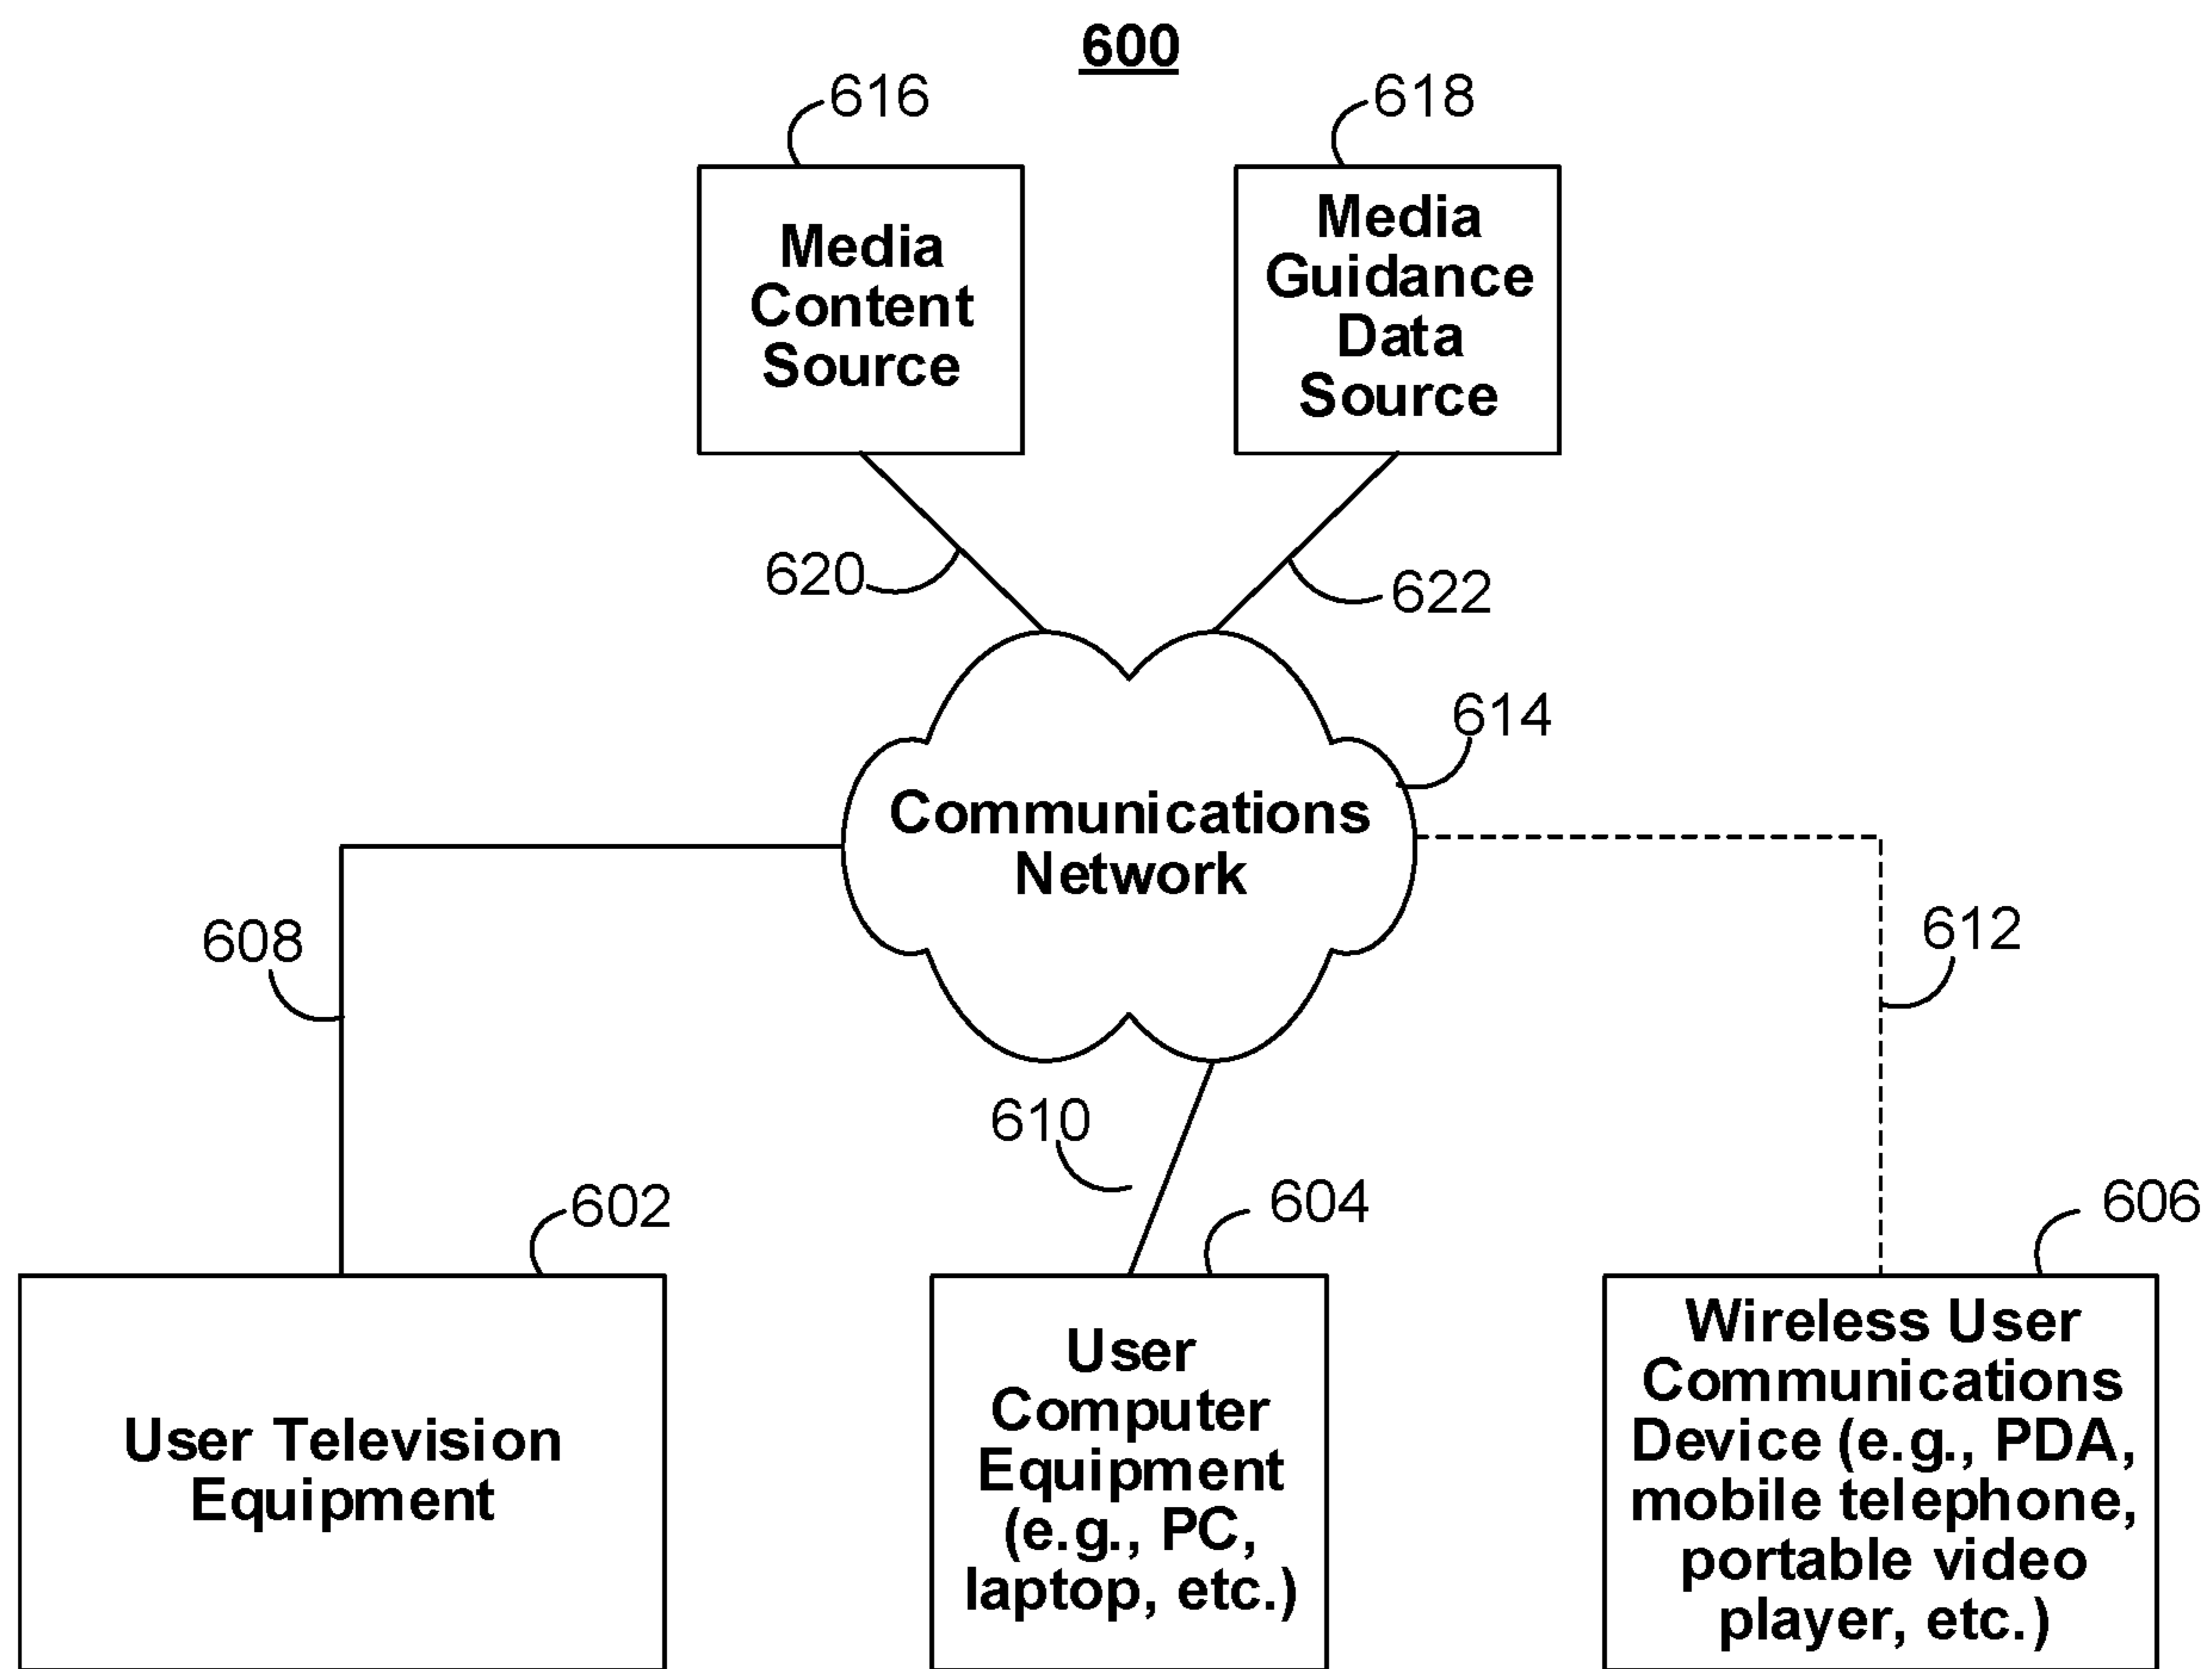 600
616
618
Media
Content
Source
Media
Guidance
Data
Source
620
622
614
Communications
Network
608
612
610
602
604
606
User Television
Equipment
User
Computer
Equipment
(e.g., PC,
laptop, etc.)
Wireless User
Communications
Device (e.g., PDA,
mobile telephone,
portable video
player, etc.)